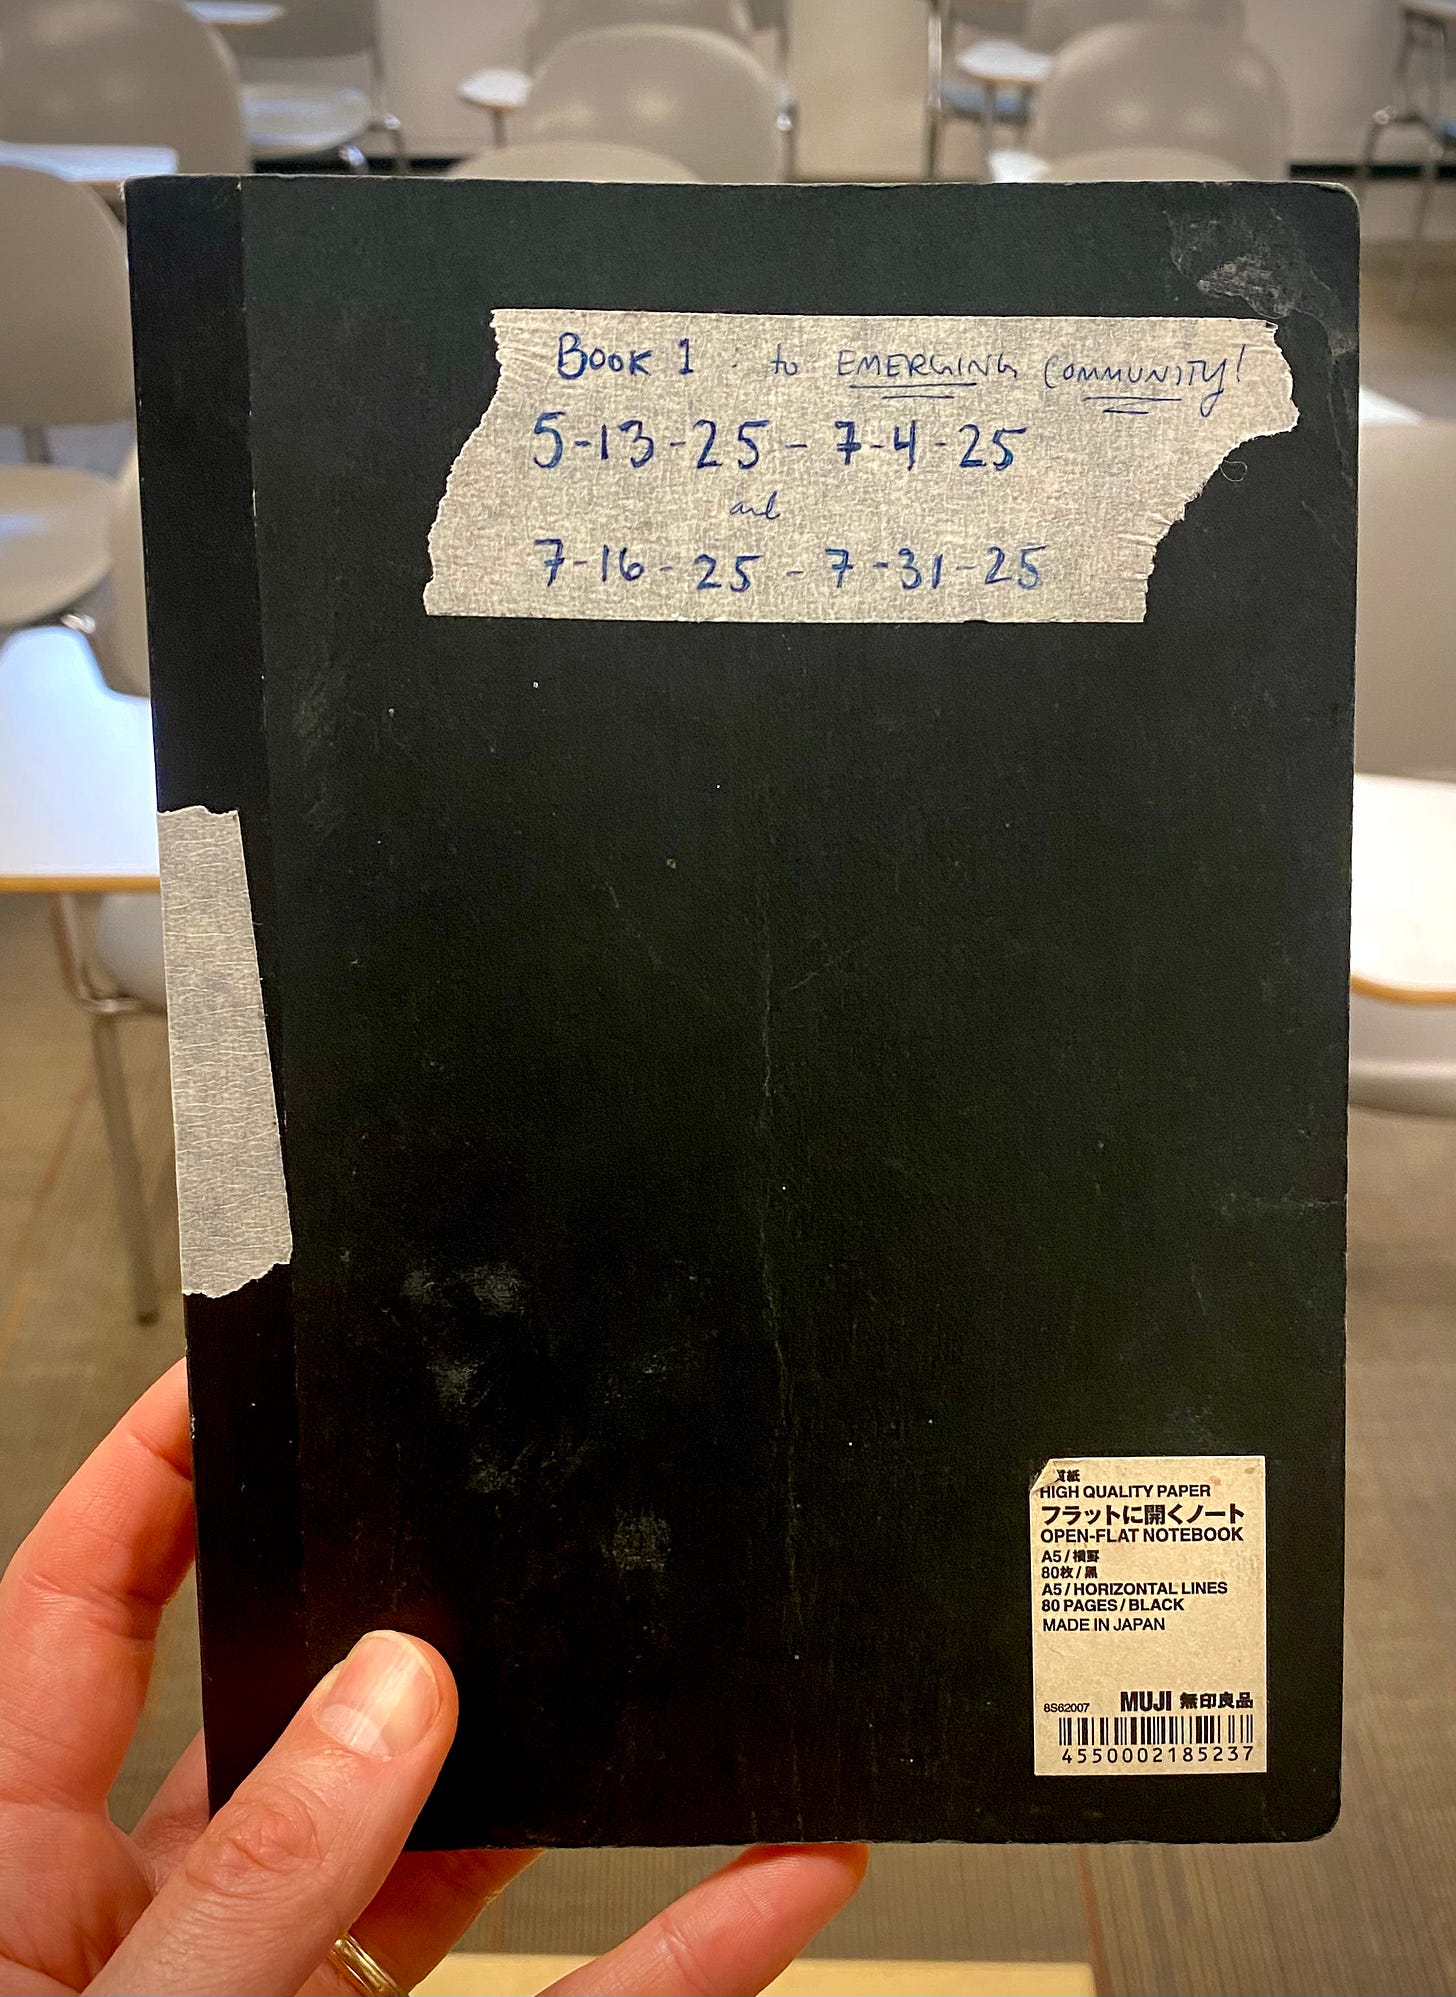 Book 1 - to EMERGING COMMUNITY!
5-13-25 - 7-4-25
and
7-16-25 - 7-31-25
質紙
HIGH QUALITY PAPER
フラットに開くノート
OPEN-FLAT NOTEBOOK
A5 / 横罫
80枚 / 黒
A5 / HORIZONTAL LINES
80 PAGES / BLACK
MADE IN JAPAN
8S62007 MUJI 無印良品
4550002185237